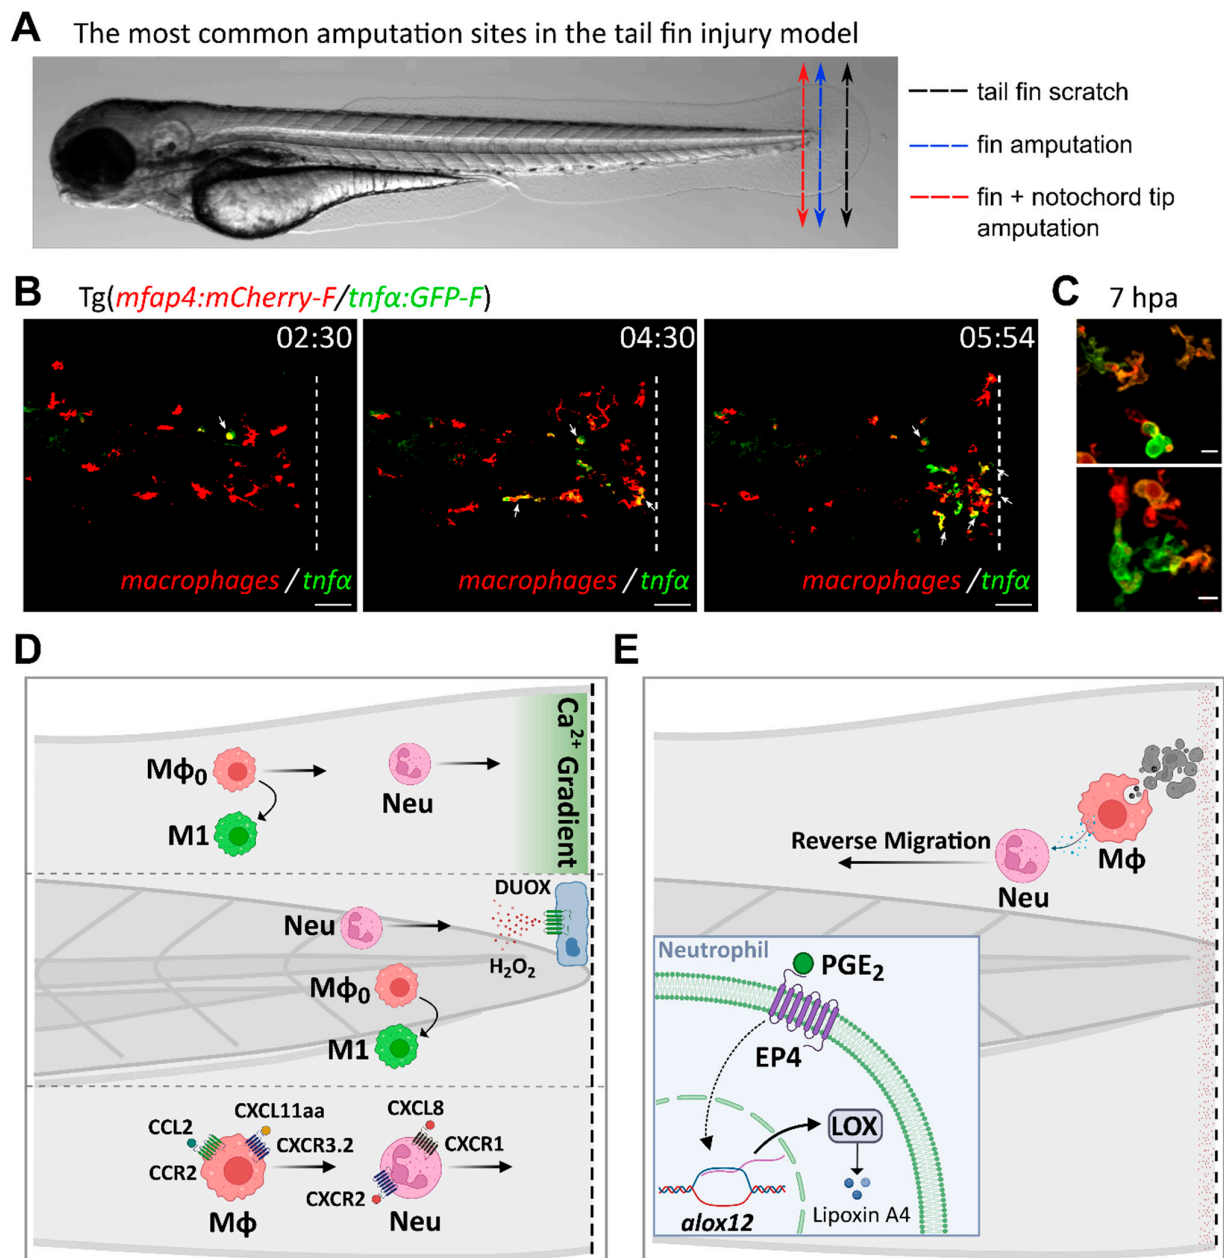 A
The most common amputation sites in the tail fin injury model
tail fin scratch
fin amputation
fin + notochord tip
amputation
B
Tg(mfap4:mCherry-F/tnfα:GFP-F)
C
7 hpa
02:30
04:30
05:54
macrophages / tnfα
macrophages / tnfα
macrophages / tnfα
D
Ca²⁺ Gradient
MΦ₀
Neu
M1
DUOX
Neu
H₂O₂
MΦ₀
M1
CXCL11aa
CXCL8
CCL2
CXCR3.2
CXCR1
CCR2
CXCR2
MΦ
Neu
E
Reverse Migration
MΦ
Neu
Neutrophil
PGE₂
EP4
LOX
alox12
Lipoxin A4